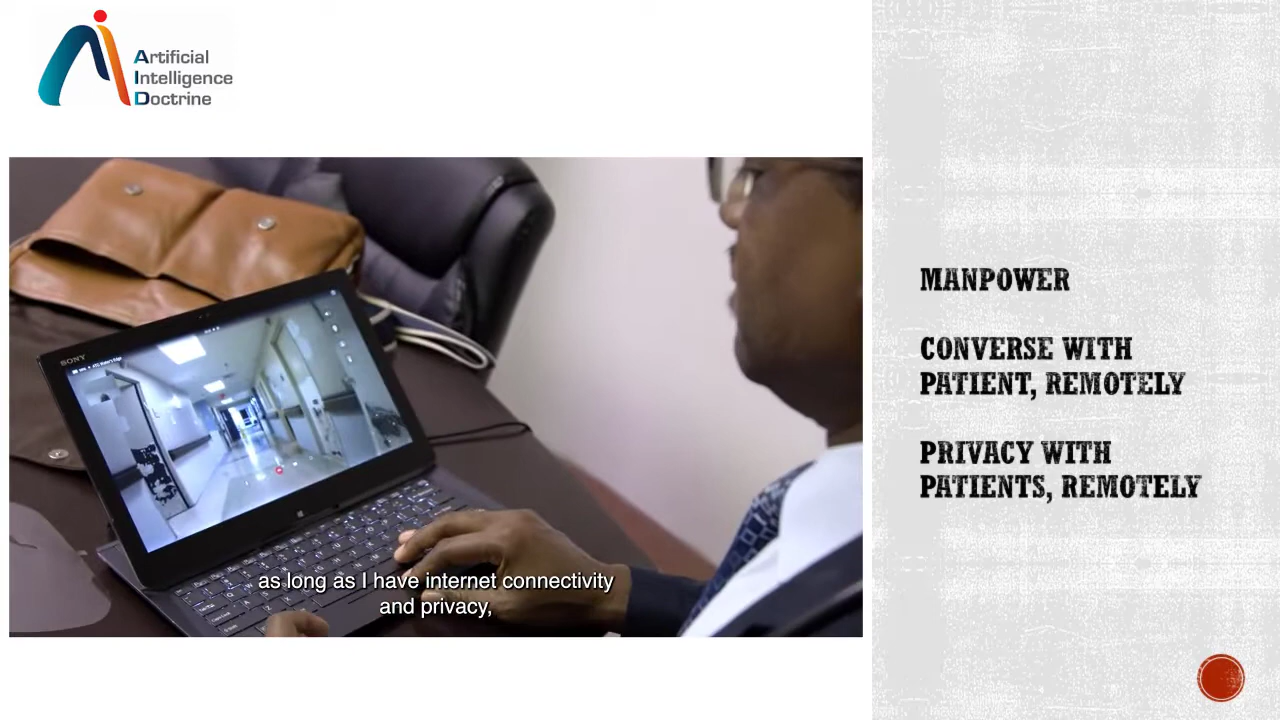 Artificial
Intelligence
Doctrine
SONY
as long as I have internet connectivity
and privacy,
MANPOWER
CONVERSE WITH
PATIENT, REMOTELY
PRIVACY WITH
PATIENTS, REMOTELY